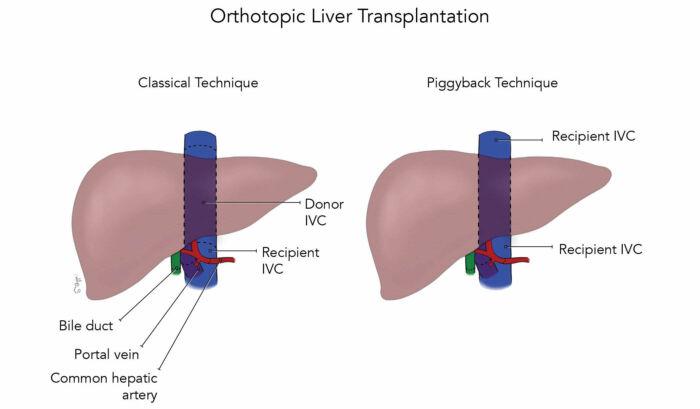 Orthotopic Liver Transplantation
Classical Technique
Piggyback Technique
Recipient IVC
Donor
IVC
Recipient
IVC
Recipient IVC
Bile duct
Portal vein
Common hepatic
artery